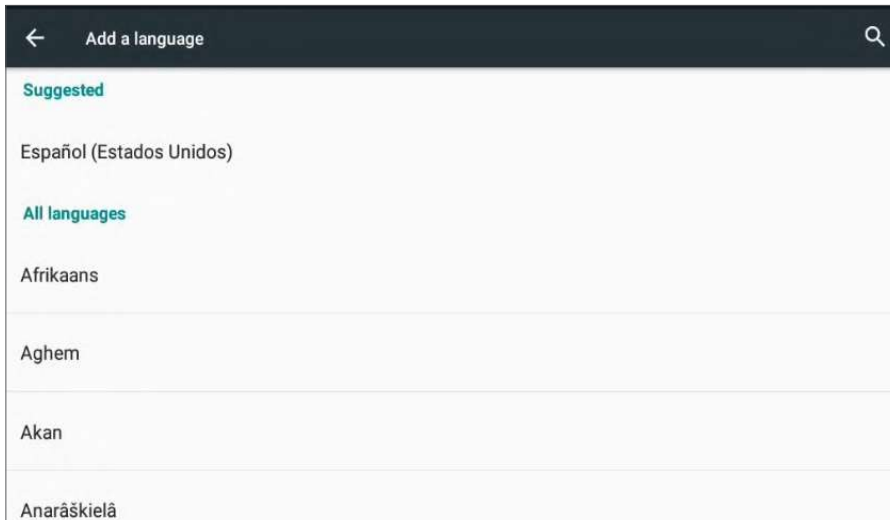 Add a language
Suggested
Español (Estados Unidos)
All languages
Afrikaans
Aghem
Akan
Anarâškielâ